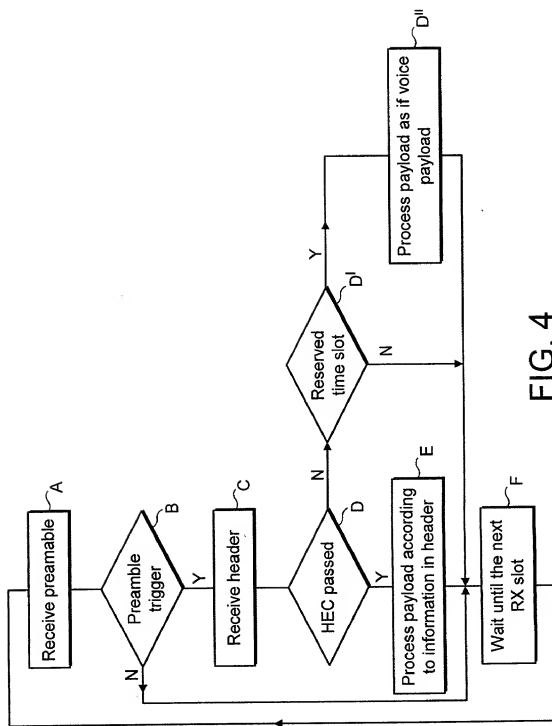 Receive preamable
A
Preamble
trigger
B
N
Y
Receive header
C
HEC passed
D
N
Y
Reserved
time slot
D'
Y
N
Process payload as if voice
payload
D"
Process payload according
to information in header
E
Wait until the next
RX slot
F
FIG. 4